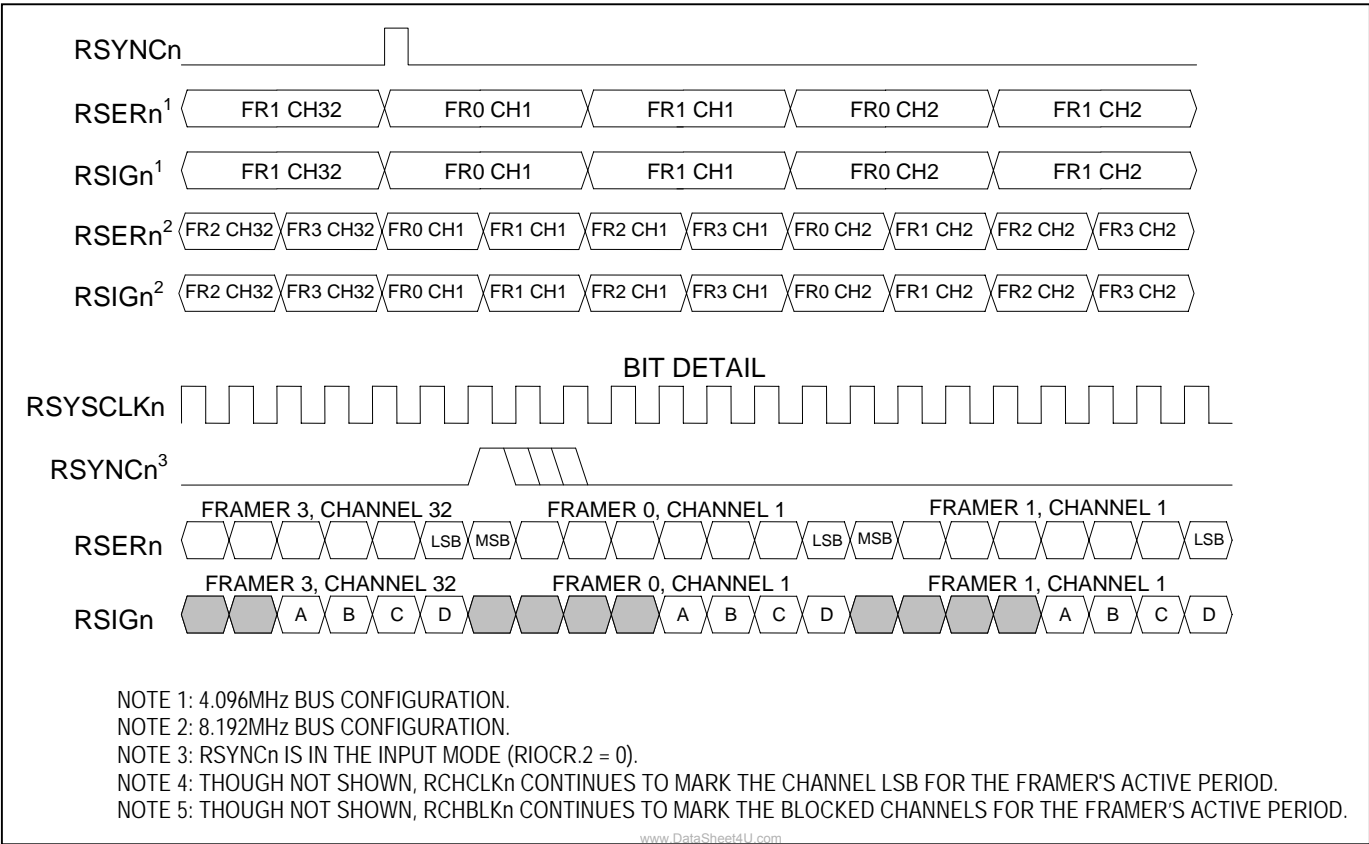 RSYNCn
RSERn¹ FR1 CH32 FR0 CH1 FR1 CH1 FR0 CH2 FR1 CH2
RSIGn¹ FR1 CH32 FR0 CH1 FR1 CH1 FR0 CH2 FR1 CH2
RSERn² FR2 CH32 FR3 CH32 FR0 CH1 FR1 CH1 FR2 CH1 FR3 CH1 FR0 CH2 FR1 CH2 FR2 CH2 FR3 CH2
RSIGn² FR2 CH32 FR3 CH32 FR0 CH1 FR1 CH1 FR2 CH1 FR3 CH1 FR0 CH2 FR1 CH2 FR2 CH2 FR3 CH2
BIT DETAIL
RSYSCLKn
RSYNCn³
FRAMER 3, CHANNEL 32 FRAMER 0, CHANNEL 1 FRAMER 1, CHANNEL 1
RSERn LSB MSB LSB MSB LSB
FRAMER 3, CHANNEL 32 FRAMER 0, CHANNEL 1 FRAMER 1, CHANNEL 1
RSIGn A B C D A B C D A B C D
NOTE 1: 4.096MHz BUS CONFIGURATION.
NOTE 2: 8.192MHz BUS CONFIGURATION.
NOTE 3: RSYNCn IS IN THE INPUT MODE (RIOCR.2 = 0).
NOTE 4: THOUGH NOT SHOWN, RCHCLKn CONTINUES TO MARK THE CHANNEL LSB FOR THE FRAMER'S ACTIVE PERIOD.
NOTE 5: THOUGH NOT SHOWN, RCHBLKn CONTINUES TO MARK THE BLOCKED CHANNELS FOR THE FRAMER'S ACTIVE PERIOD.
www.DataSheet4U.com